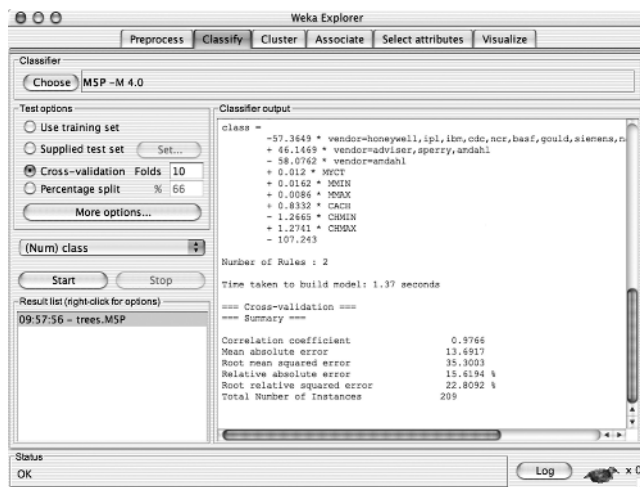 Weka Explorer
Preprocess Classify Cluster Associate Select attributes Visualize
Classifier
Choose M5P -M 4.0
Test options
Use training set
Supplied test set Set...
Cross-validation Folds 10
Percentage split % 66
More options...
(Num) class
Start Stop
Result list (right-click for options)
09:57:56 - trees.M5P
Classifier output
class =
-57.3649 * vendor=honeywell,ipl,ibm,cdc,ncr,basf,gould,siemens,n
+ 46.1469 * vendor=adviser,sperry,amdahl
- 58.0762 * vendor=amdahl
+ 0.012 * MYCT
+ 0.0162 * MMIN
+ 0.0086 * MMAX
+ 0.8332 * CACH
- 1.2665 * CHMIN
+ 1.2741 * CHMAX
- 107.243
Number of Rules : 2
Time taken to build model: 1.37 seconds
=== Cross-validation ===
=== Summary ===
Correlation coefficient 0.9766
Mean absolute error 13.6917
Root mean squared error 35.3003
Relative absolute error 15.6194 %
Root relative squared error 22.8092 %
Total Number of Instances 209
Status
OK
Log x 0